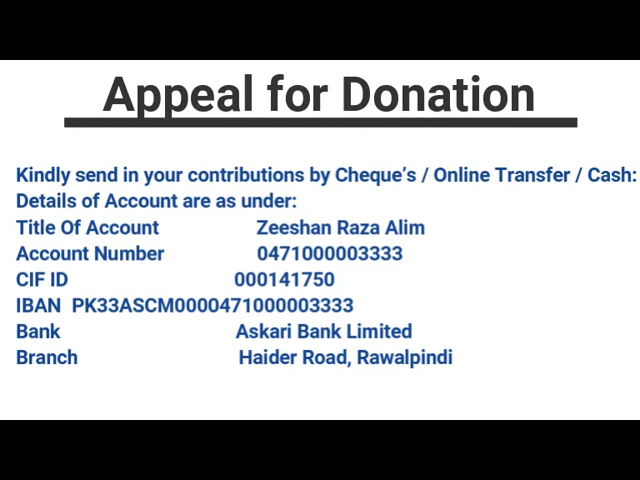 Appeal for Donation
Kindly send in your contributions by Cheque's / Online Transfer / Cash:
Details of Account are as under:
Title Of Account Zeeshan Raza Alim
Account Number 0471000003333
CIF ID 000141750
IBAN PK33ASCM0000471000003333
Bank Askari Bank Limited
Branch Haider Road, Rawalpindi